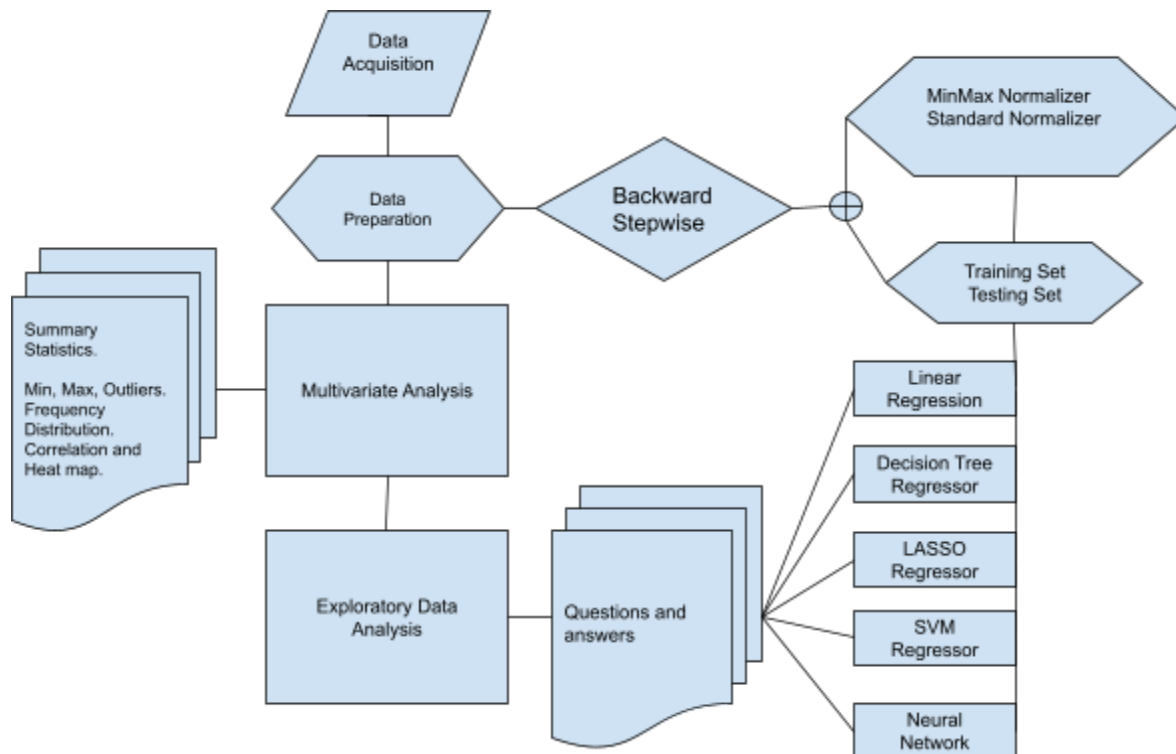 Data
Acquisition
MinMax Normalizer
Standard Normalizer
Data
Preparation
Backward
Stepwise
Training Set
Testing Set
Summary
Statistics.
Min, Max, Outliers.
Frequency
Distribution.
Correlation and
Heat map.
Multivariate Analysis
Linear
Regression
Decision Tree
Regressor
LASSO
Regressor
Exploratory Data
Analysis
Questions and
answers
SVM
Regressor
Neural
Network